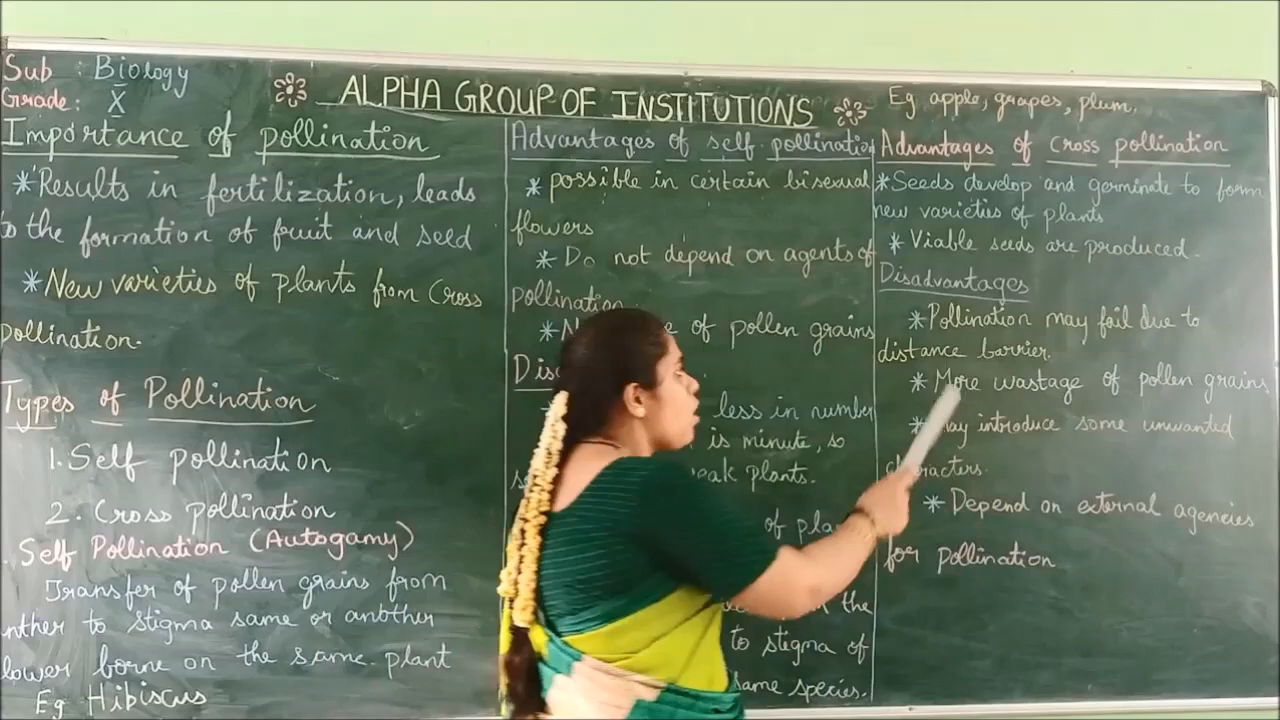 Sub : Biology
Grade: X
ALPHA GROUP OF INSTITUTIONS
Importance of pollination
* Results in fertilization, leads
to the formation of fruit and seed
* New varieties of plants from Cross
pollination.
Types of Pollination
1. Self pollination
2. Cross pollination
Self Pollination (Autogamy)
Transfer of pollen grains from
nther to stigma same or another
lower borne on the same plant
Eg Hibiscus
Advantages of self pollination
* possible in certain bisexual
flowers
* Do not depend on agents of
pollination
* of pollen grains
less in number
is minute, so
plants.
of
the
to stigma of
same species.
Eg apple, grapes, plum.
Advantages of cross pollination
* Seeds develop and germinate to form
new varieties of plants
* Viable seeds are produced.
Disadvantages
* Pollination may fail due to
distance barrier.
* More wastage of pollen grains
* may introduce some unwanted
characters.
* Depend on external agencies
for pollination